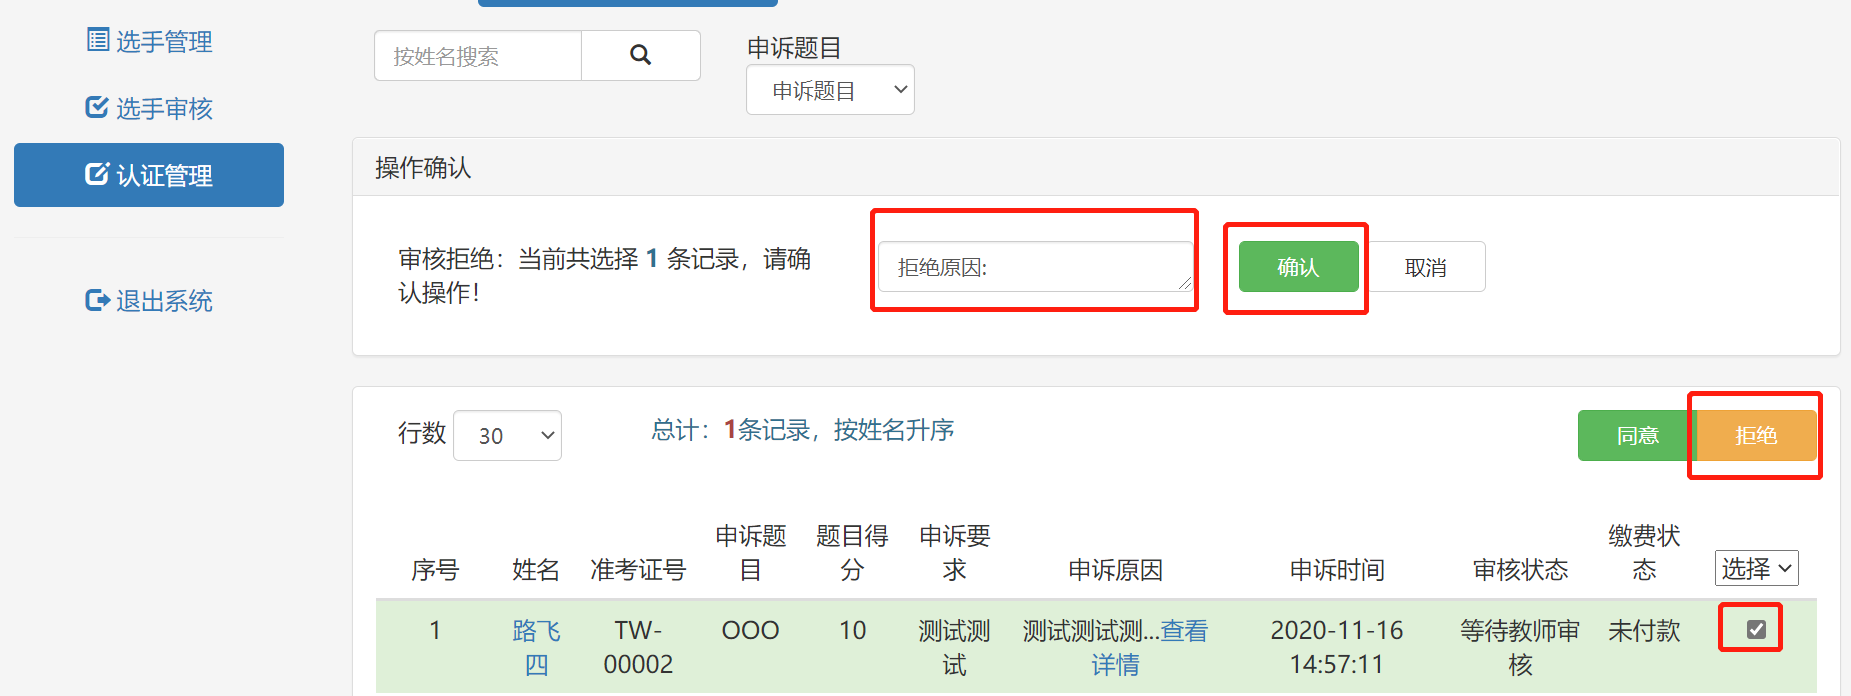 选手管理
选手审核
认证管理
退出系统
按姓名搜索
申诉题目
申诉题目
操作确认
审核拒绝：当前共选择 1 条记录，请确
认操作！
拒绝原因:
确认
取消
行数 30
总计：1条记录，按姓名升序
同意
拒绝
序号 姓名 准考证号 申诉题目 题目得分 申诉要求 申诉原因 申诉时间 审核状态 缴费状态 选择
1 路飞四 TW-00002 OOO 10 测试测试 测试测试测...查看详情 2020-11-16 14:57:11 等待教师审核 未付款